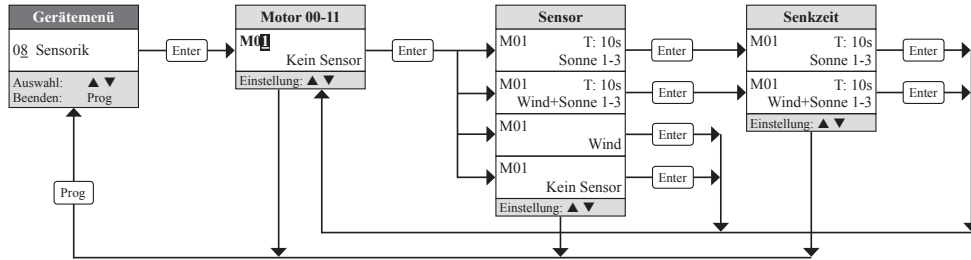 Gerätemenü
08 Sensorik
Auswahl: ▲ ▼
Beenden: Prog
Enter
Motor 00-11
M01
Kein Sensor
Einstellung: ▲ ▼
Enter
Sensor
M01 T: 10s
Sonne 1-3
M01 T: 10s
Wind+Sonne 1-3
M01
Wind
M01
Kein Sensor
Einstellung: ▲ ▼
Enter
Enter
Enter
Enter
Senkzeit
M01 T: 10s
Sonne 1-3
M01 T: 10s
Wind+Sonne 1-3
Einstellung: ▲ ▼
Enter
Enter
Prog